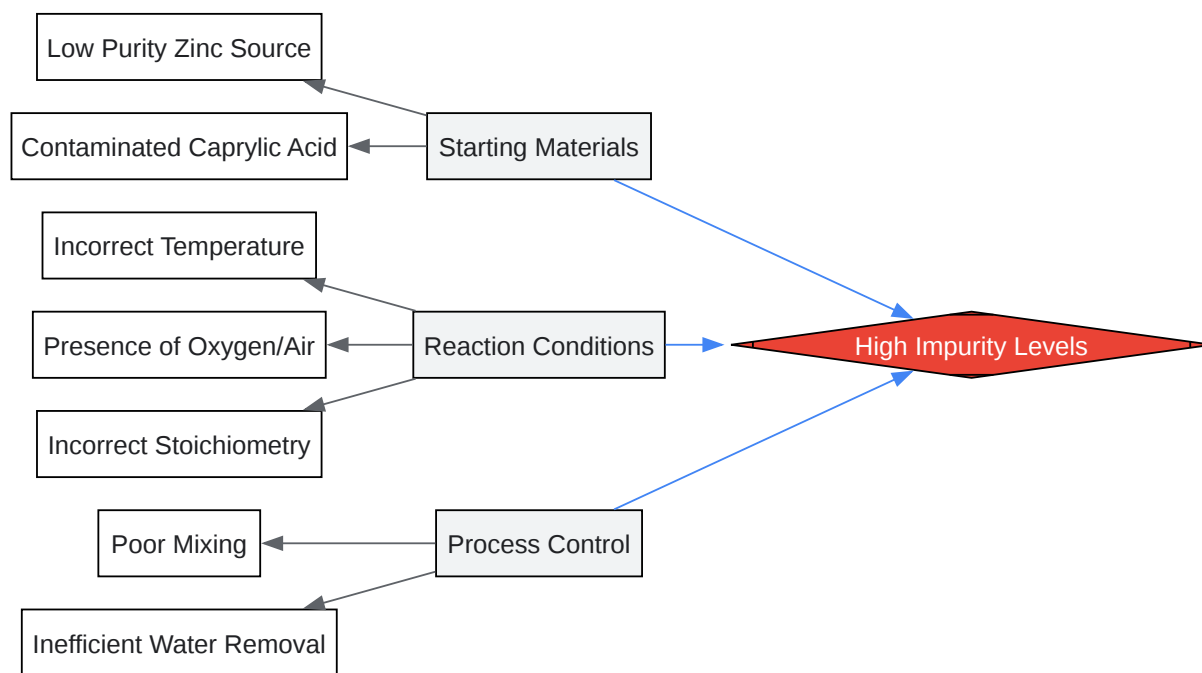 Low Purity Zinc Source
Contaminated Caprylic Acid
Starting Materials
Incorrect Temperature
Presence of Oxygen/Air
Reaction Conditions
High Impurity Levels
Incorrect Stoichiometry
Poor Mixing
Process Control
Inefficient Water Removal